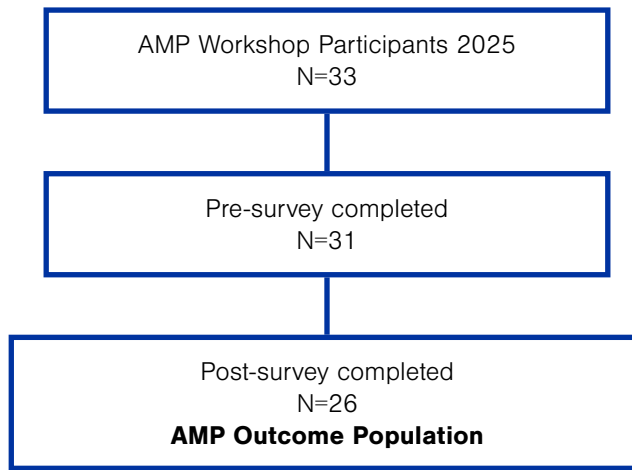 AMP Workshop Participants 2025
N=33
Pre-survey completed
N=31
Post-survey completed
N=26
AMP Outcome Population